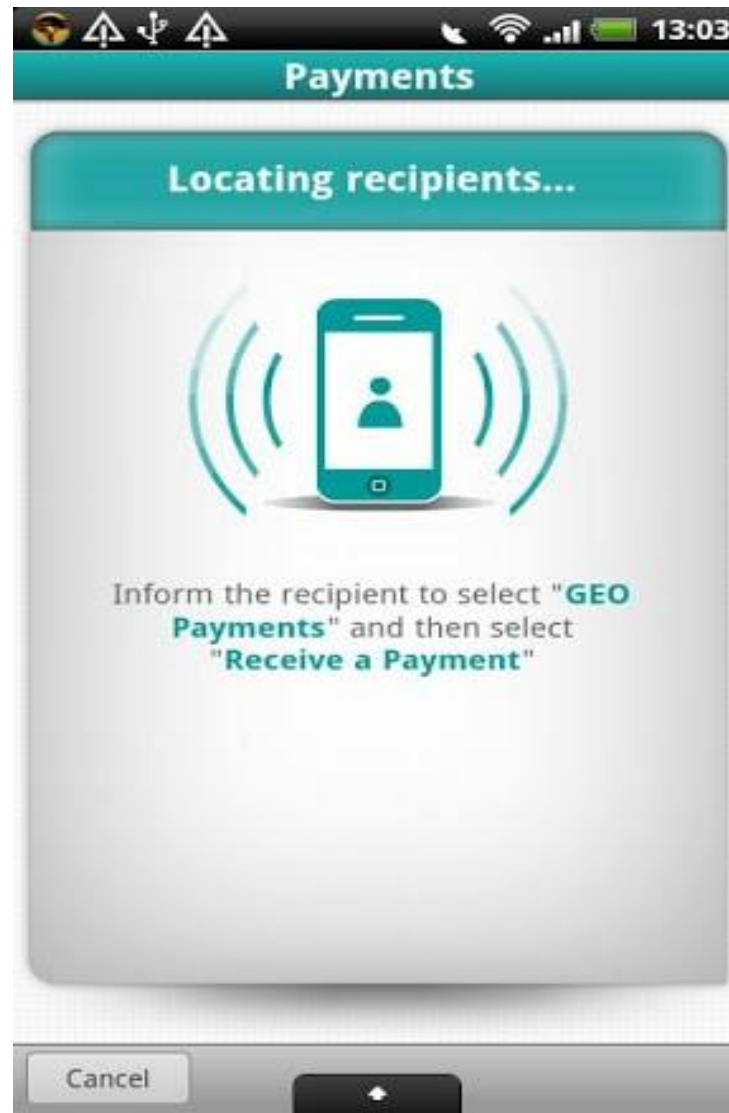 13:03
Payments
Locating recipients...
Inform the recipient to select "GEO
Payments" and then select
"Receive a Payment"
Cancel